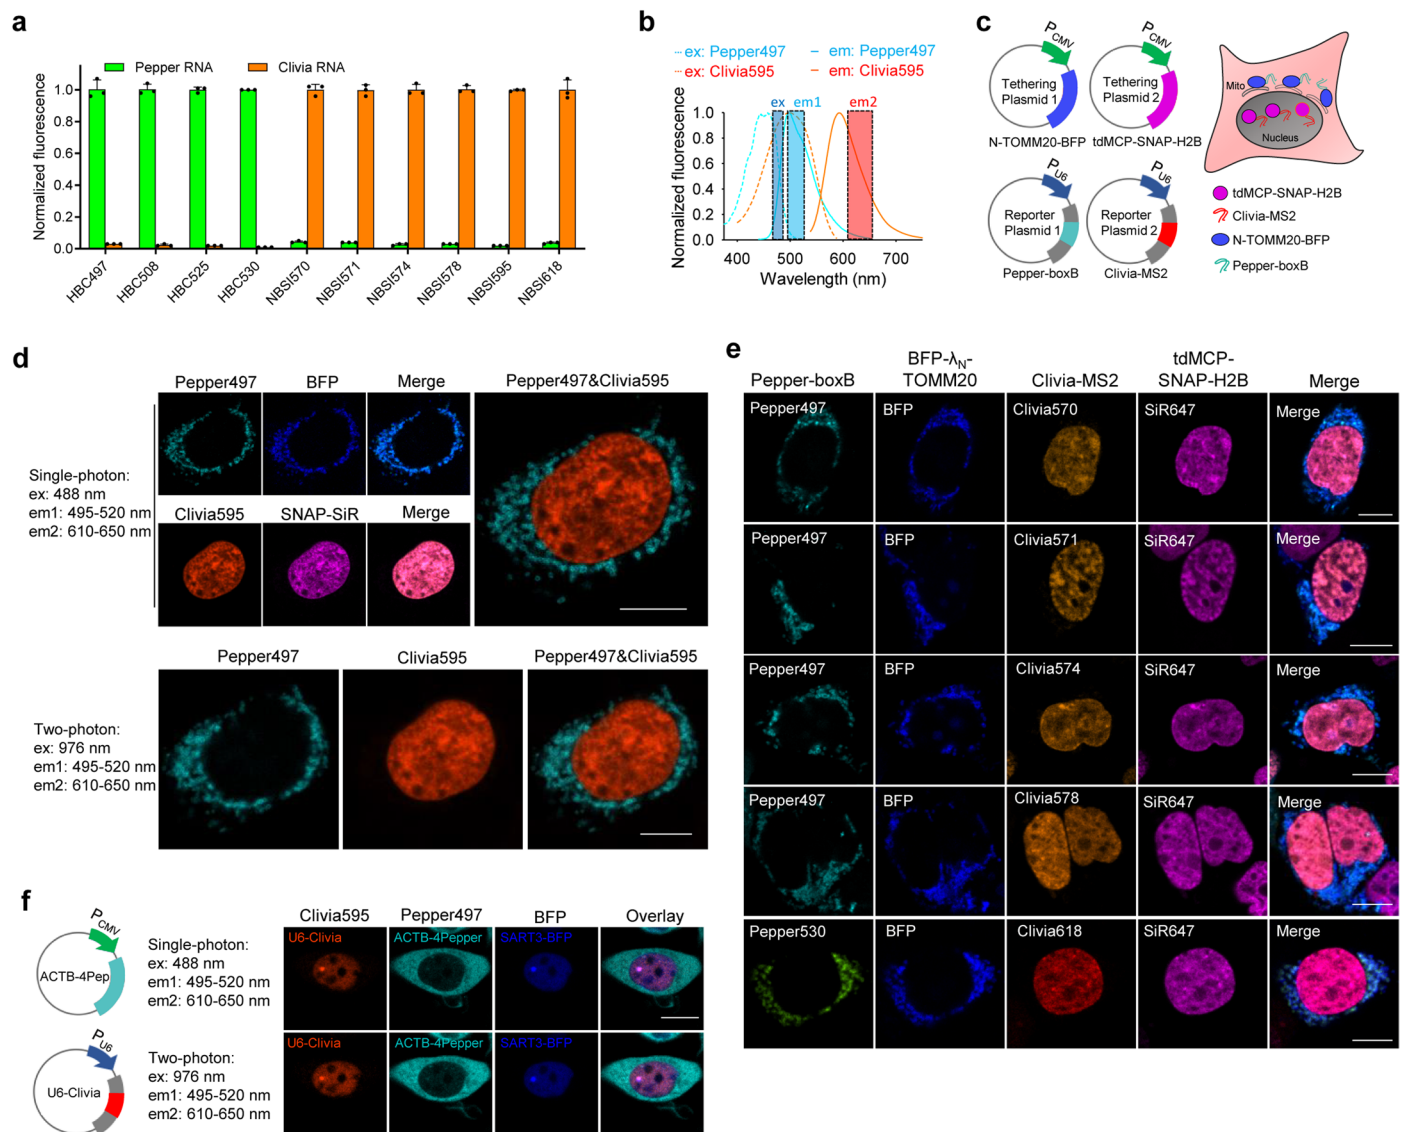 a
Pepper RNA
Clivia RNA
Normalized fluorescence
1.0
0.8
0.6
0.4
0.2
0.0
HBC497
HBC508
HBC525
HBC530
NBSI570
NBSI571
NBSI574
NBSI578
NBSI595
NBSI618
b
ex: Pepper497
em: Pepper497
ex: Clivia595
em: Clivia595
Normalized fluorescence
ex
em1
em2
1.0
0.8
0.6
0.4
0.2
0.0
400
500
600
700
Wavelength (nm)
c
PCMV
PCMV
Tethering
Plasmid 1
Tethering
Plasmid 2
N-TOMM20-BFP
tdMCP-SNAP-H2B
PU6
PU6
Reporter
Plasmid 1
Reporter
Plasmid 2
Pepper-boxB
Clivia-MS2
Mito
Nucleus
tdMCP-SNAP-H2B
Clivia-MS2
N-TOMM20-BFP
Pepper-boxB
d
Pepper497
BFP
Merge
Pepper497&Clivia595
Single-photon:
ex: 488 nm
em1: 495-520 nm
em2: 610-650 nm
Clivia595
SNAP-SiR
Merge
Pepper497
Clivia595
Pepper497&Clivia595
Two-photon:
ex: 976 nm
em1: 495-520 nm
em2: 610-650 nm
e
Pepper-boxB
BFP-λN-
TOMM20
Clivia-MS2
tdMCP-
SNAP-H2B
Merge
Pepper497
BFP
Clivia570
SiR647
Merge
Pepper497
BFP
Clivia571
SiR647
Merge
Pepper497
BFP
Clivia574
SiR647
Merge
Pepper497
BFP
Clivia578
SiR647
Merge
Pepper530
BFP
Clivia618
SiR647
Merge
f
PCMV
ACTB-4Pep
PU6
U6-Clivia
Single-photon:
ex: 488 nm
em1: 495-520 nm
em2: 610-650 nm
Two-photon:
ex: 976 nm
em1: 495-520 nm
em2: 610-650 nm
Clivia595
Pepper497
BFP
Overlay
U6-Clivia
ACTB-4Pepper
SART3-BFP
U6-Clivia
ACTB-4Pepper
SART3-BFP